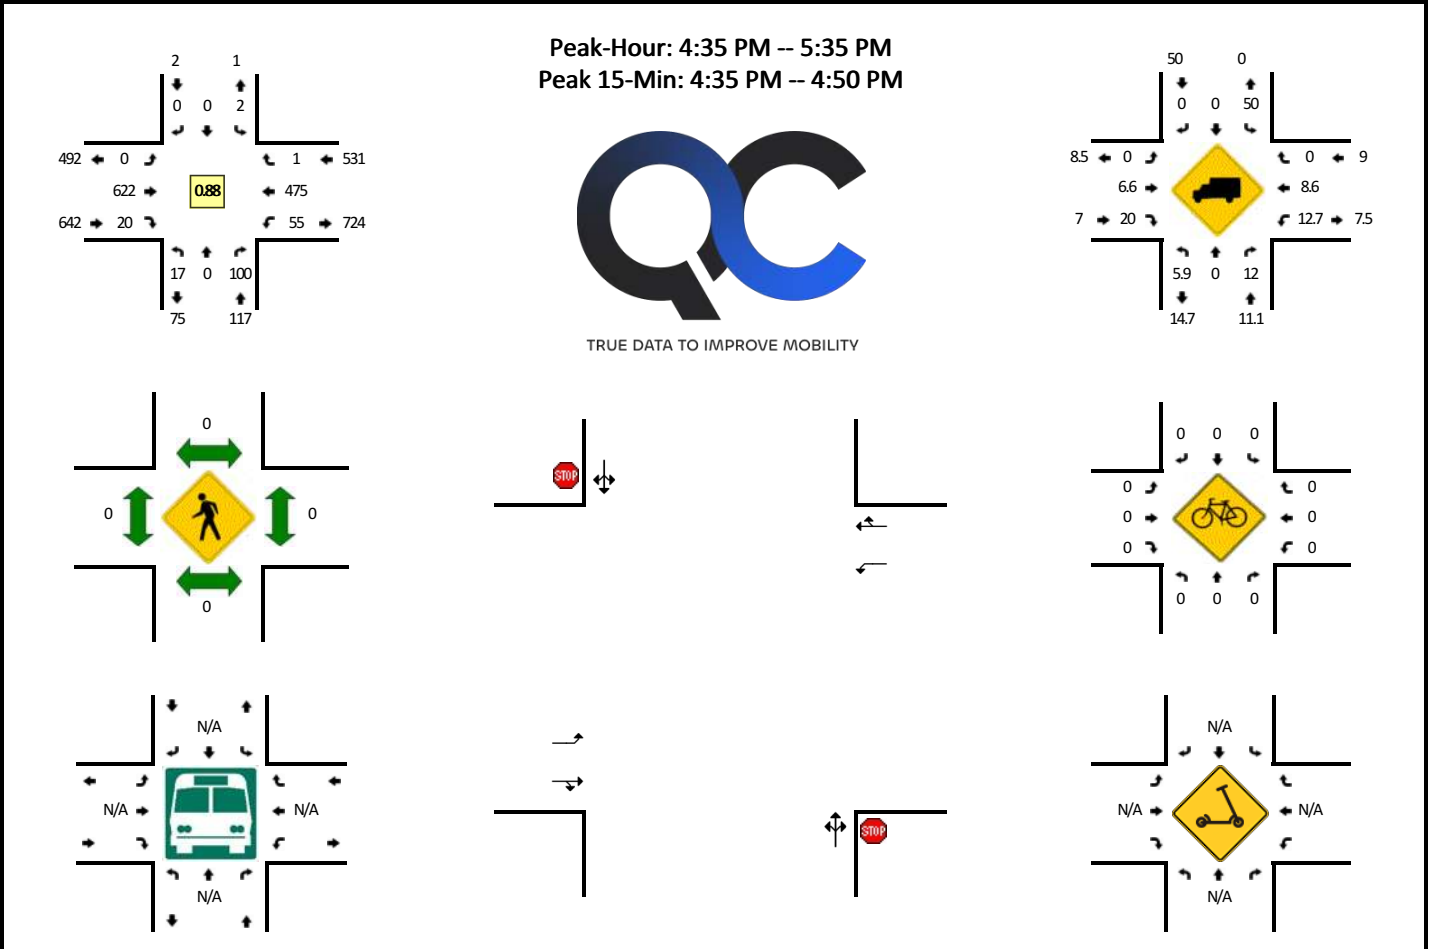 Peak-Hour: 4:35 PM -- 5:35 PM
Peak 15-Min: 4:35 PM -- 4:50 PM
2 1
0 0 2
492 0 1 531
622 0.88 475
642 20 55 724
17 0 100
75 117
TRUE DATA TO IMPROVE MOBILITY
50 0
0 0 50
8.5 0 0 9
6.6 8.6
7 20 12.7 7.5
5.9 0 12
14.7 11.1
0
0 0
0
STOP
STOP
0 0 0
0 0
0 0
0 0
0 0 0
N/A
N/A N/A
N/A
N/A
N/A N/A
N/A